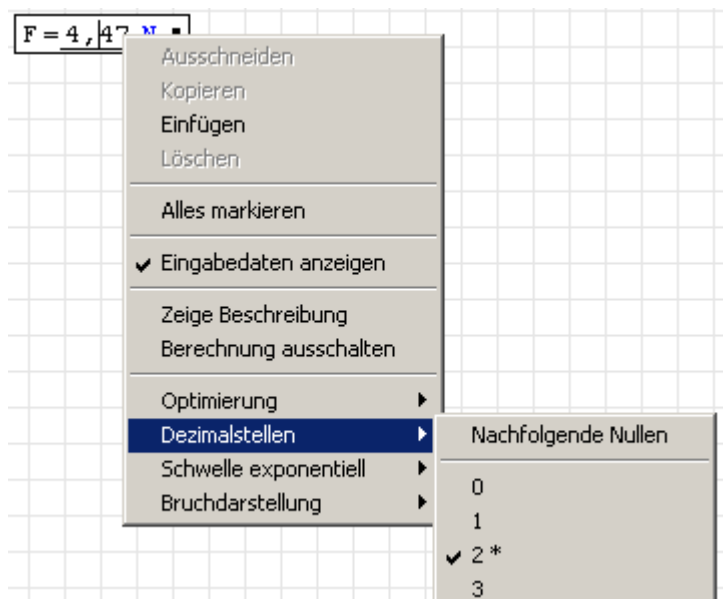 F = 4,47 N
Ausschneiden
Kopieren
Einfügen
Löschen
Alles markieren
Eingabedaten anzeigen
Zeige Beschreibung
Berechnung ausschalten
Optimierung
Dezimalstellen
Schwelle exponentiell
Bruchdarstellung
Nachfolgende Nullen
0
1
2 *
3